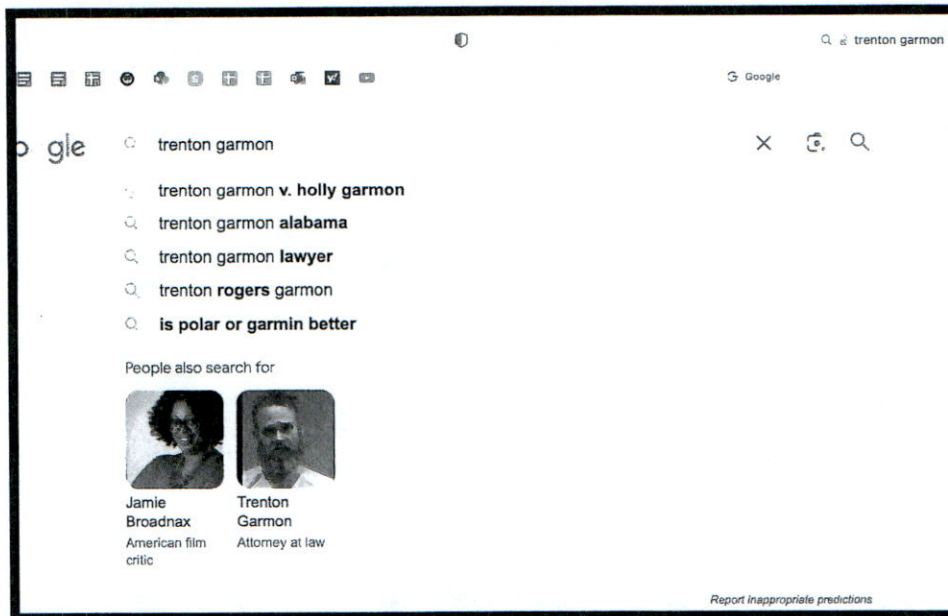 trenton garmon
Google
gle
trenton garmon
trenton garmon v. holly garmon
trenton garmon alabama
trenton garmon lawyer
trenton rogers garmon
is polar or garmin better
People also search for
Jamie
Broadnax
American film
critic
Trenton
Garmon
Attorney at law
Report inappropriate predictions